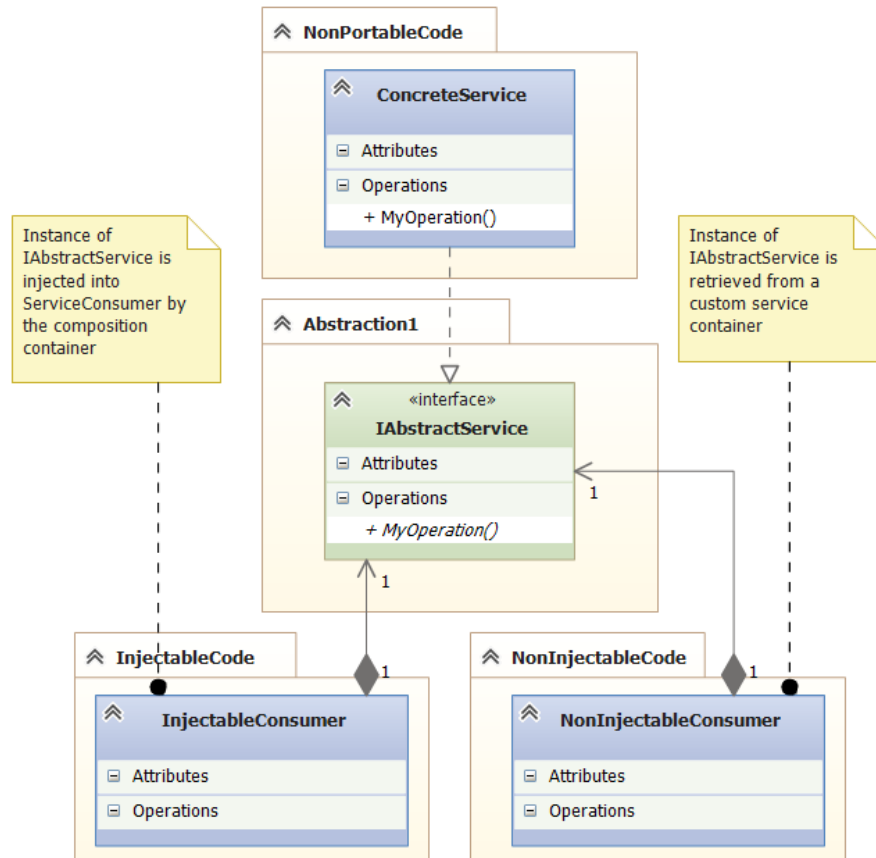 NonPortableCode
ConcreteService
Attributes
Operations
+ MyOperation()
Instance of
IAbstractService is
injected into
ServiceConsumer by
the composition
container
Instance of
IAbstractService is
retrieved from a
custom service
container
Abstraction1
«interface»
IAbstractService
Attributes
Operations
+ MyOperation()
1
1
InjectableCode
1
InjectableConsumer
Attributes
Operations
NonInjectableCode
1
NonInjectableConsumer
Attributes
Operations